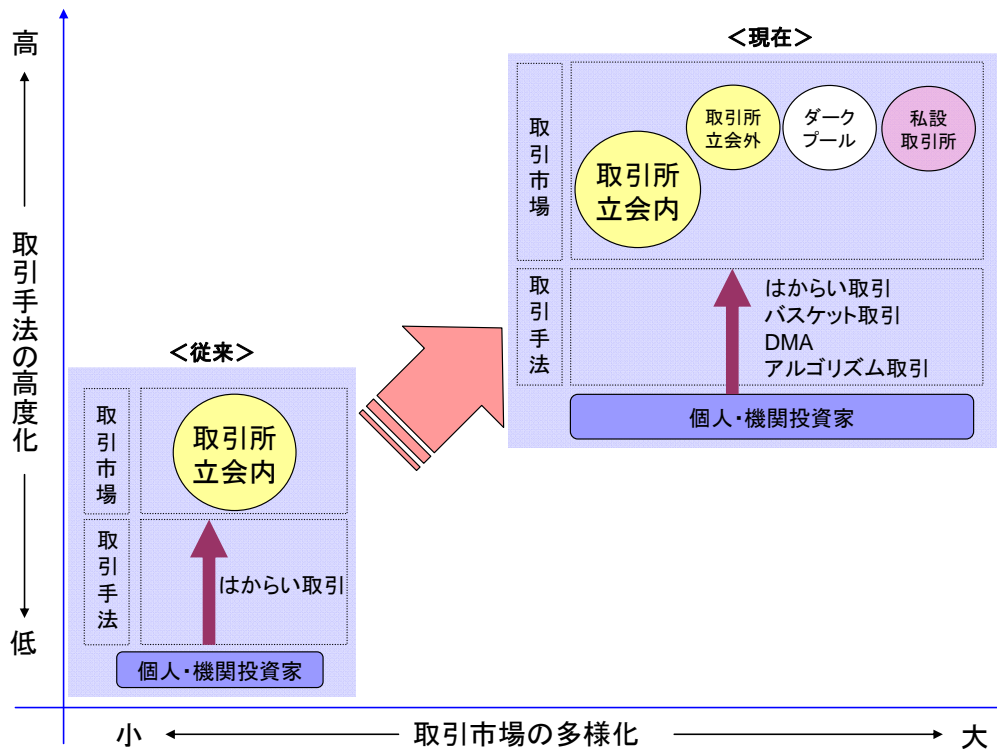 高
取引手法の高度化
低
＜従来＞
取引市場
取引所
立会内
取引手法
はからい取引
個人・機関投資家
＜現在＞
取引市場
取引所
立会内
取引所
立会外
ダーク
プール
私設
取引所
取引手法
はからい取引
バスケット取引
DMA
アルゴリズム取引
個人・機関投資家
小
取引市場の多様化
大